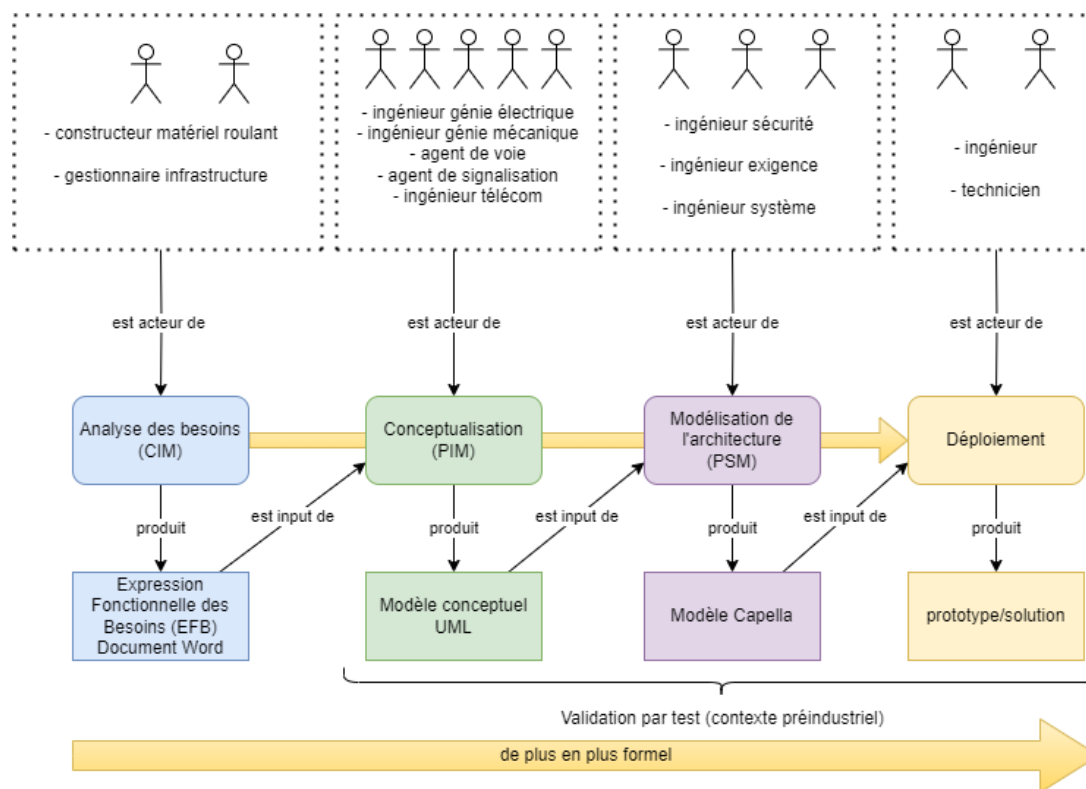 - constructeur matériel roulant
- gestionnaire infrastructure
- ingénieur génie électrique
- ingénieur génie mécanique
- agent de voie
- agent de signalisation
- ingénieur télécom
- ingénieur sécurité
- ingénieur exigence
- ingénieur système
- ingénieur
- technicien
est acteur de
est acteur de
est acteur de
est acteur de
Analyse des besoins
(CIM)
Conceptualisation
(PIM)
Modélisation de
l'architecture
(PSM)
Déploiement
produit
est input de
produit
est input de
produit
est input de
produit
Expression
Fonctionnelle des
Besoins (EFB)
Document Word
Modèle conceptuel
UML
Modèle Capella
prototype/solution
Validation par test (contexte préindustriel)
de plus en plus formel